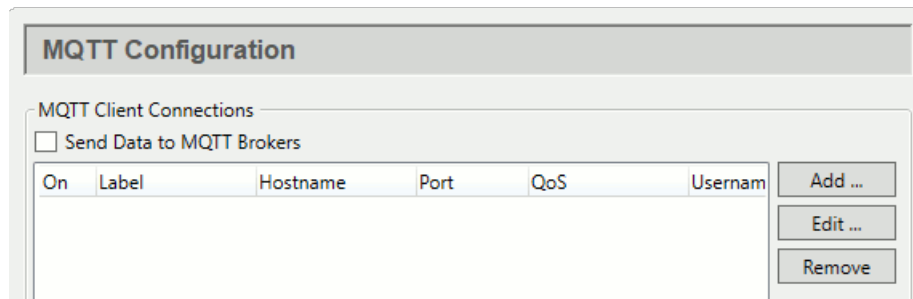 MQTT Configuration
MQTT Client Connections
Send Data to MQTT Brokers
On Label Hostname Port QoS Usernam
Add ...
Edit ...
Remove